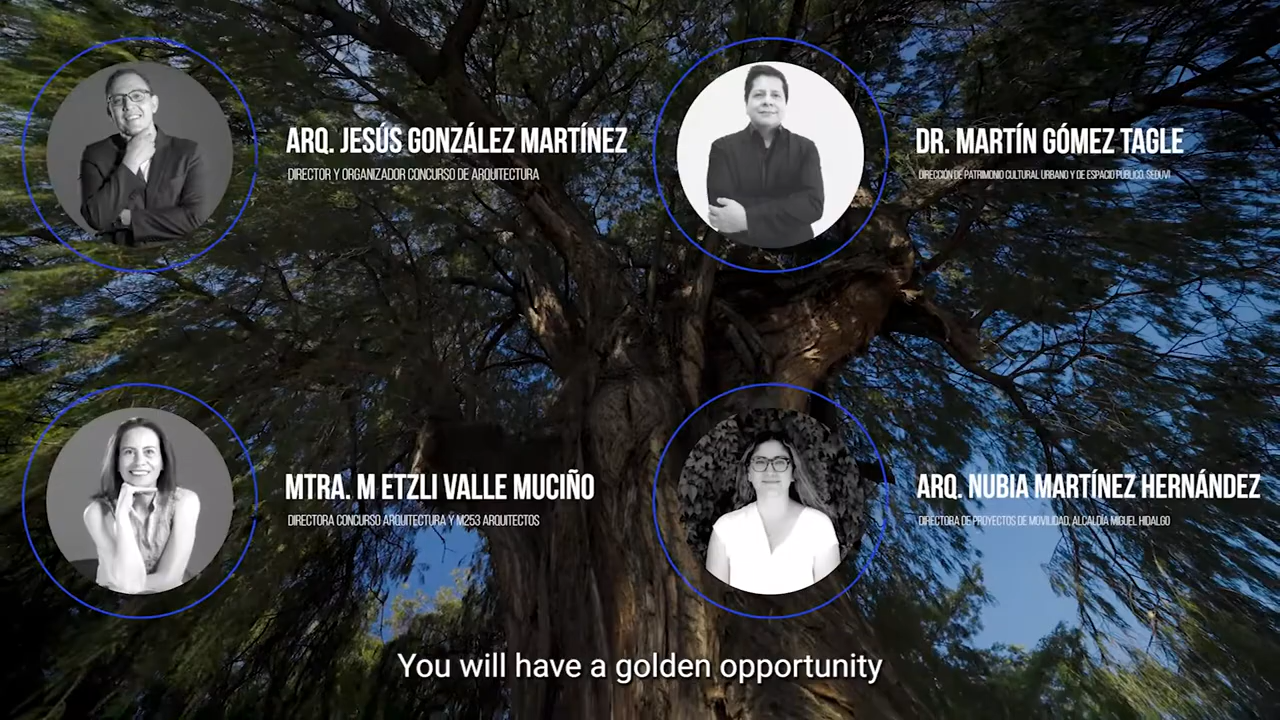 ARQ. JESÚS GONZÁLEZ MARTÍNEZ
DIRECTOR Y ORGANIZADOR CONCURSO DE ARQUITECTURA
DR. MARTÍN GÓMEZ TAGLE
DIRECCIÓN DE PATRIMONIO CULTURAL URBANO Y DE ESPACIO PÚBLICO, SEDUVI
MTRA. M ETZLI VALLE MUCIÑO
DIRECTORA CONCURSO ARQUITECTURA Y M253 ARQUITECTOS
ARQ. NUBIA MARTÍNEZ HERNÁNDEZ
DIRECTORA DE PROYECTOS DE MOVILIDAD, ALCALDÍA MIGUEL HIDALGO
You will have a golden opportunity